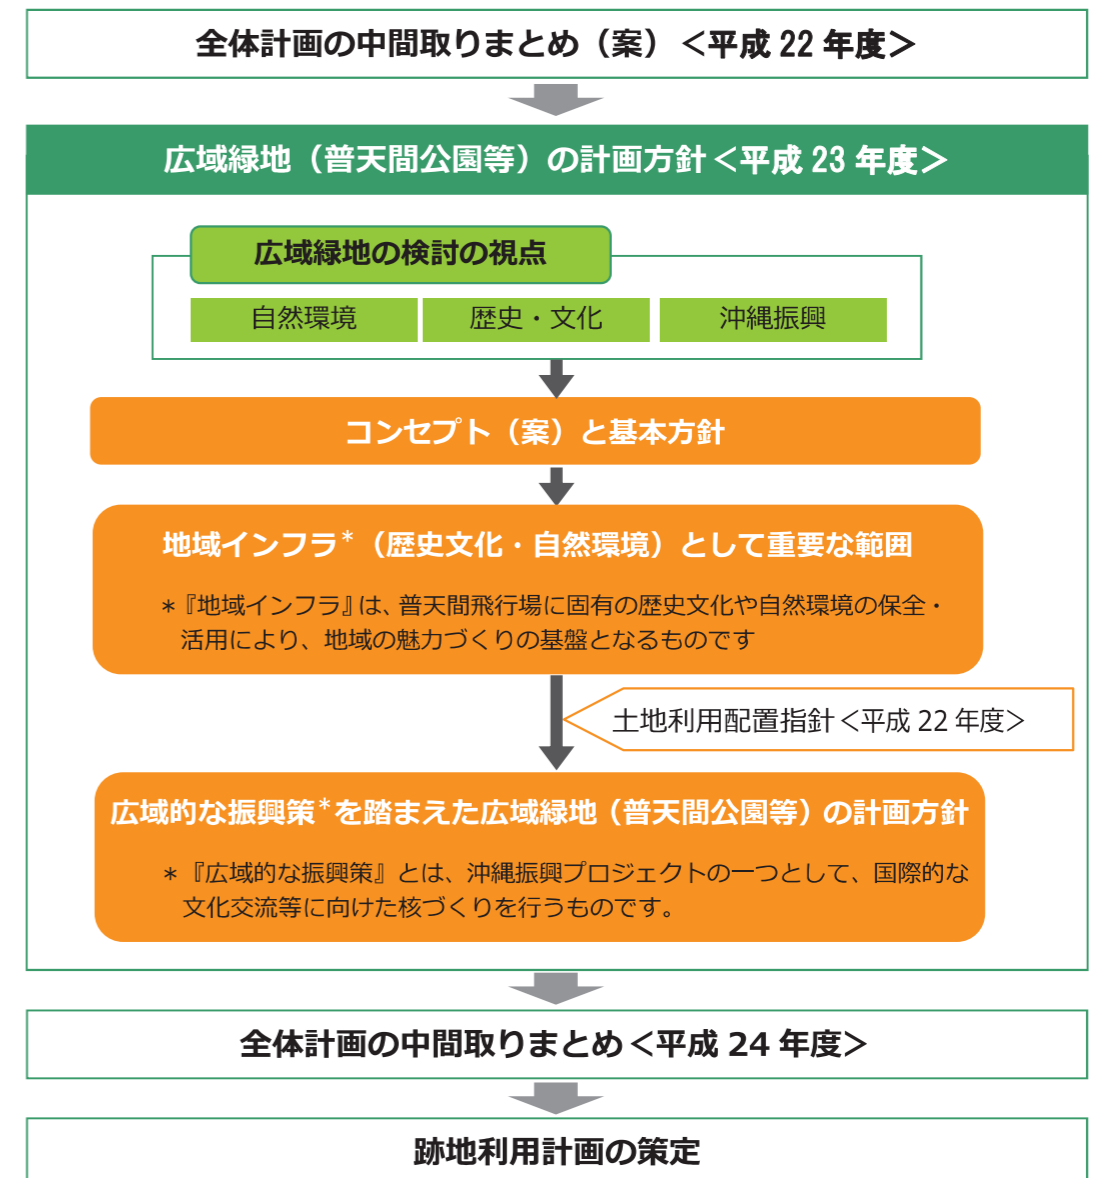 全体計画の中間取りまとめ（案）＜平成 22 年度＞
広域緑地（普天間公園等）の計画方針＜平成 23 年度＞
広域緑地の検討の視点
自然環境
歴史・文化
沖縄振興
コンセプト（案）と基本方針
地域インフラ＊（歴史文化・自然環境）として重要な範囲
＊『地域インフラ』は、普天間飛行場に固有の歴史文化や自然環境の保全・
活用により、地域の魅力づくりの基盤となるものです
土地利用配置指針＜平成 22 年度＞
広域的な振興策＊を踏まえた広域緑地（普天間公園等）の計画方針
＊『広域的な振興策』とは、沖縄振興プロジェクトの一つとして、国際的な
文化交流等に向けた核づくりを行うものです。
全体計画の中間取りまとめ＜平成 24 年度＞
跡地利用計画の策定